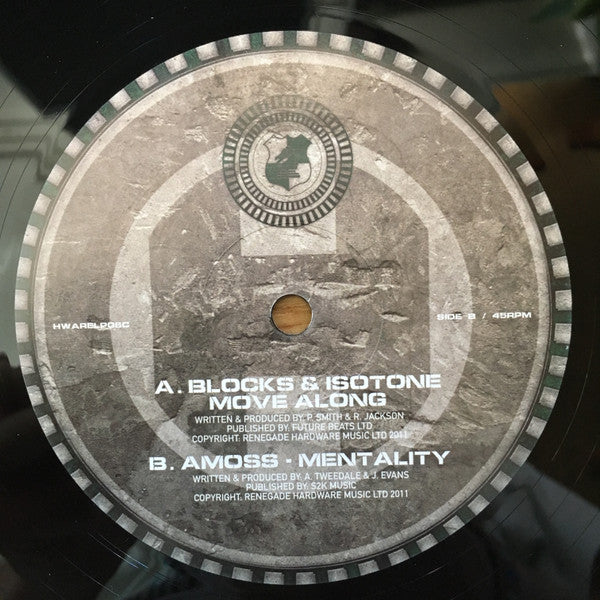 HWARBLP08C
SIDE B / 45RPM
A. BLOCKS & ISOTONE
MOVE ALONG
WRITTEN & PRODUCED BY: P. SMITH & R. JACKSON
PUBLISHED BY: FUTURE BEATS LTD
COPYRIGHT: RENEGADE HARDWARE MUSIC LTD 2011
B. AMOSS - MENTALITY
WRITTEN & PRODUCED BY: A. TWEEDALE & J. EVANS
PUBLISHED BY: S2K MUSIC
COPYRIGHT: RENEGADE HARDWARE MUSIC LTD 2011